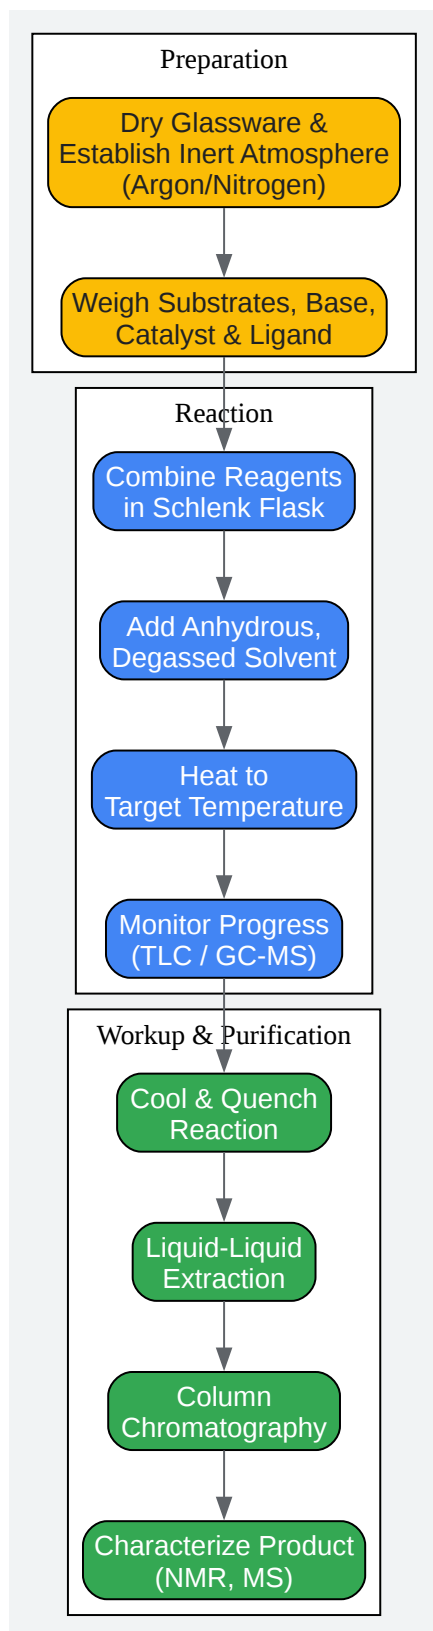 Preparation
Dry Glassware &
Establish Inert Atmosphere
(Argon/Nitrogen)
Weigh Substrates, Base,
Catalyst & Ligand
Reaction
Combine Reagents
in Schlenk Flask
Add Anhydrous,
Degassed Solvent
Heat to
Target Temperature
Monitor Progress
(TLC / GC-MS)
Workup & Purification
Cool & Quench
Reaction
Liquid-Liquid
Extraction
Column
Chromatography
Characterize Product
(NMR, MS)